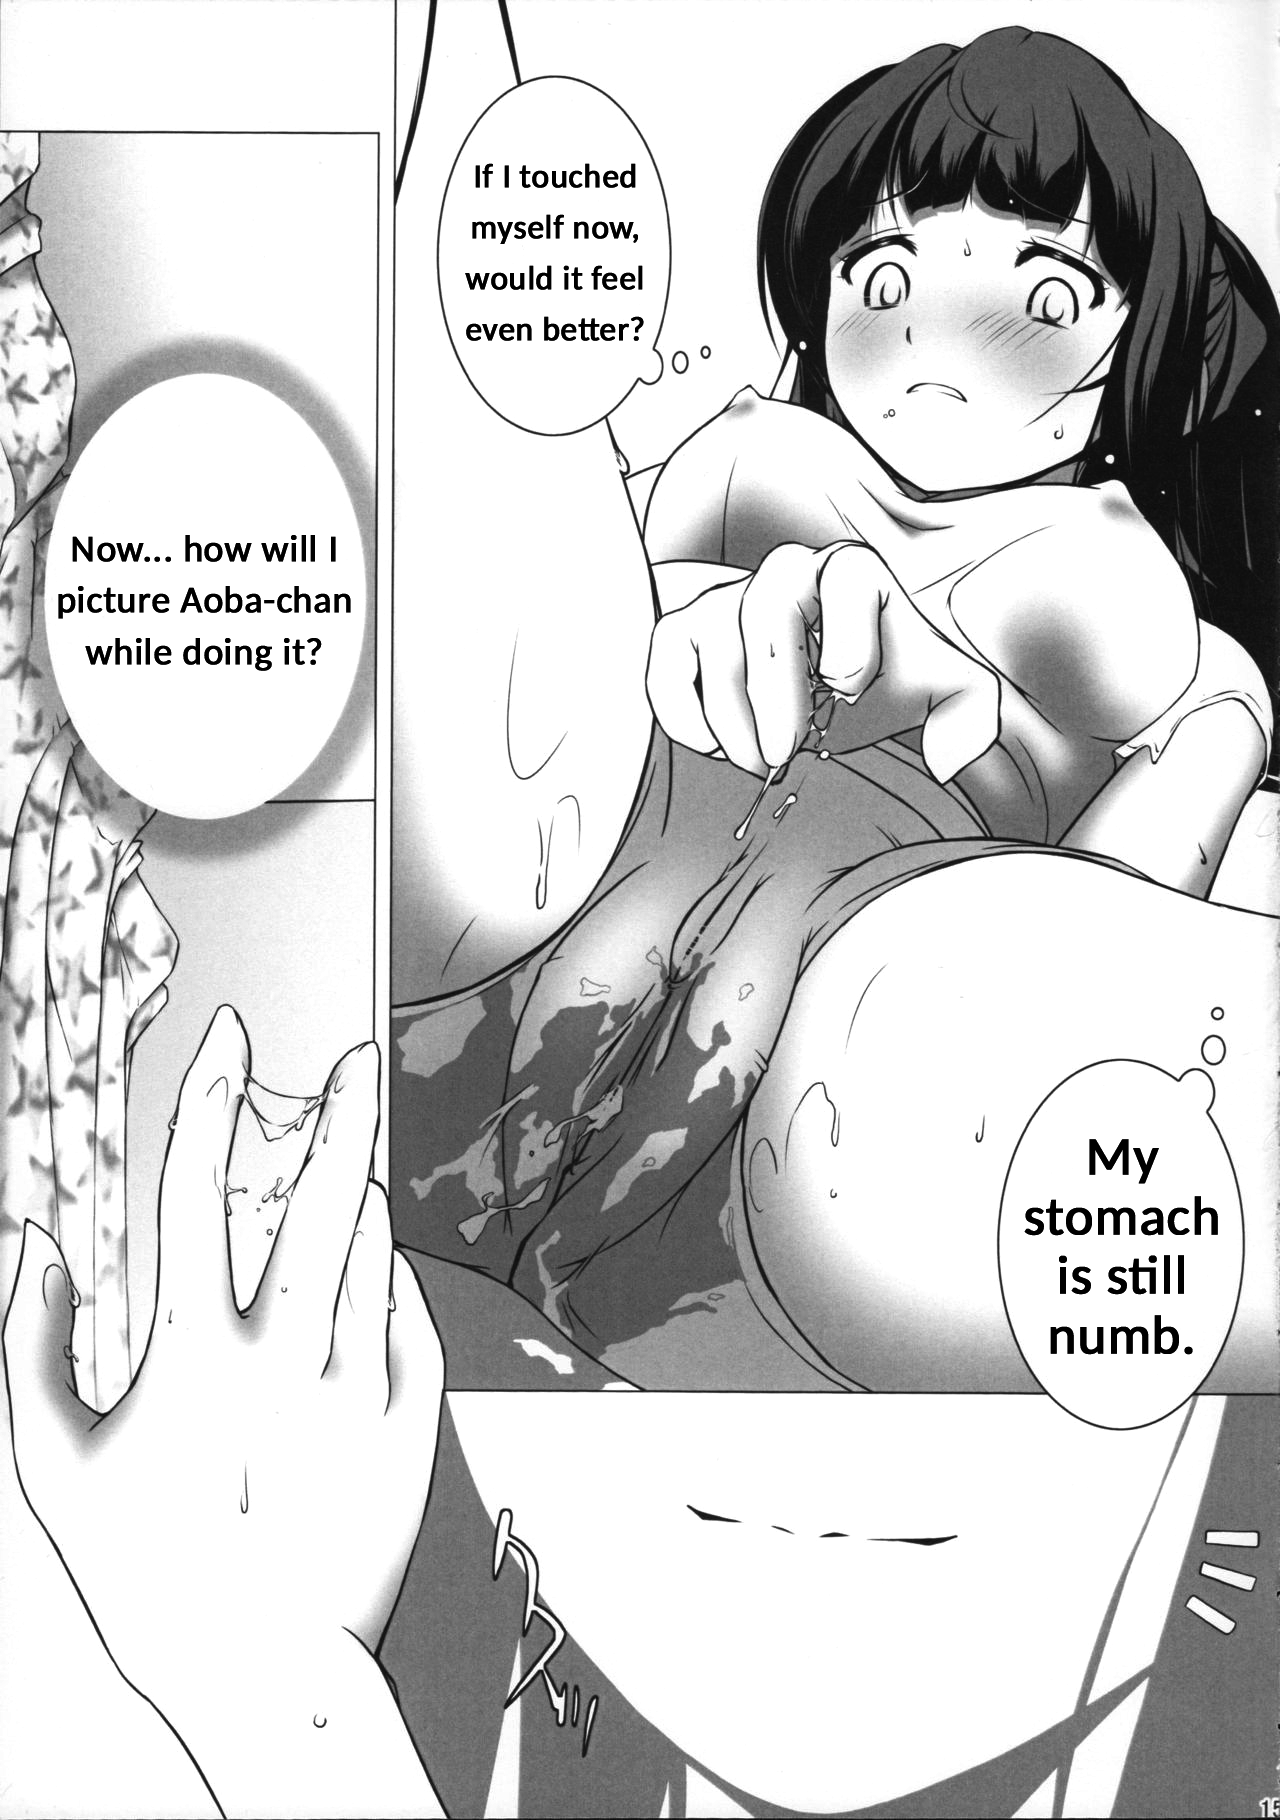 If I touched
myself now,
would it feel
even better?
My
stomach
is still
numb.
Now... how will I
picture Aoba-chan
while doing it?